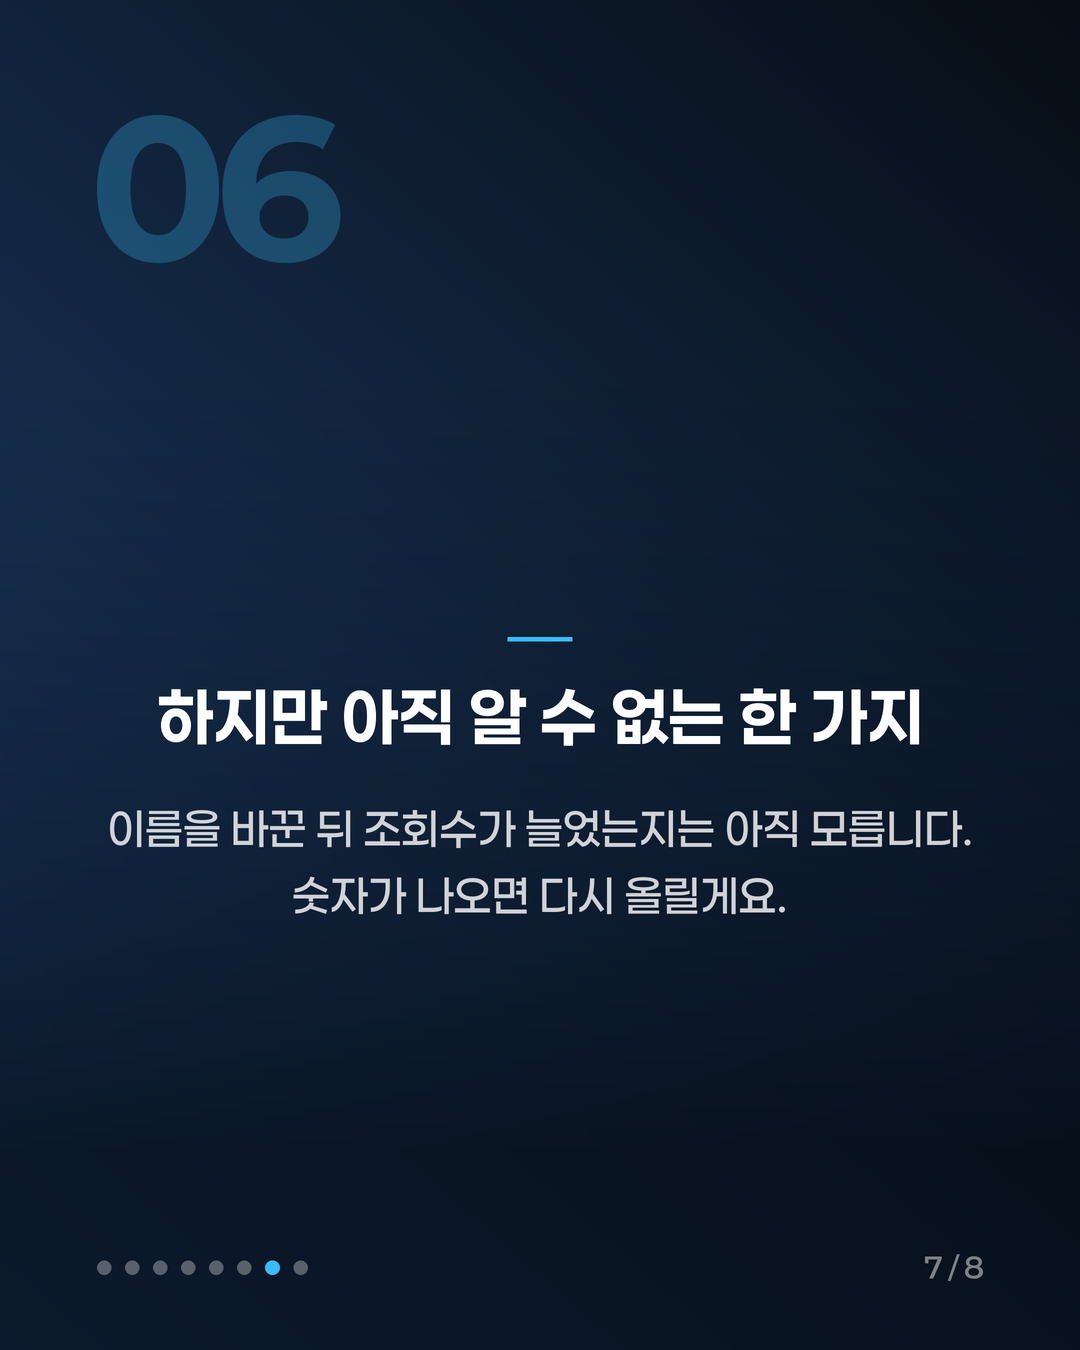 06
하지만 아직 알 수 없는 한 가지
이름을 바꾼 뒤 조회수가 늘었는지는 아직 모릅니다.
숫자가 나오면 다시 올릴게요.
7/8